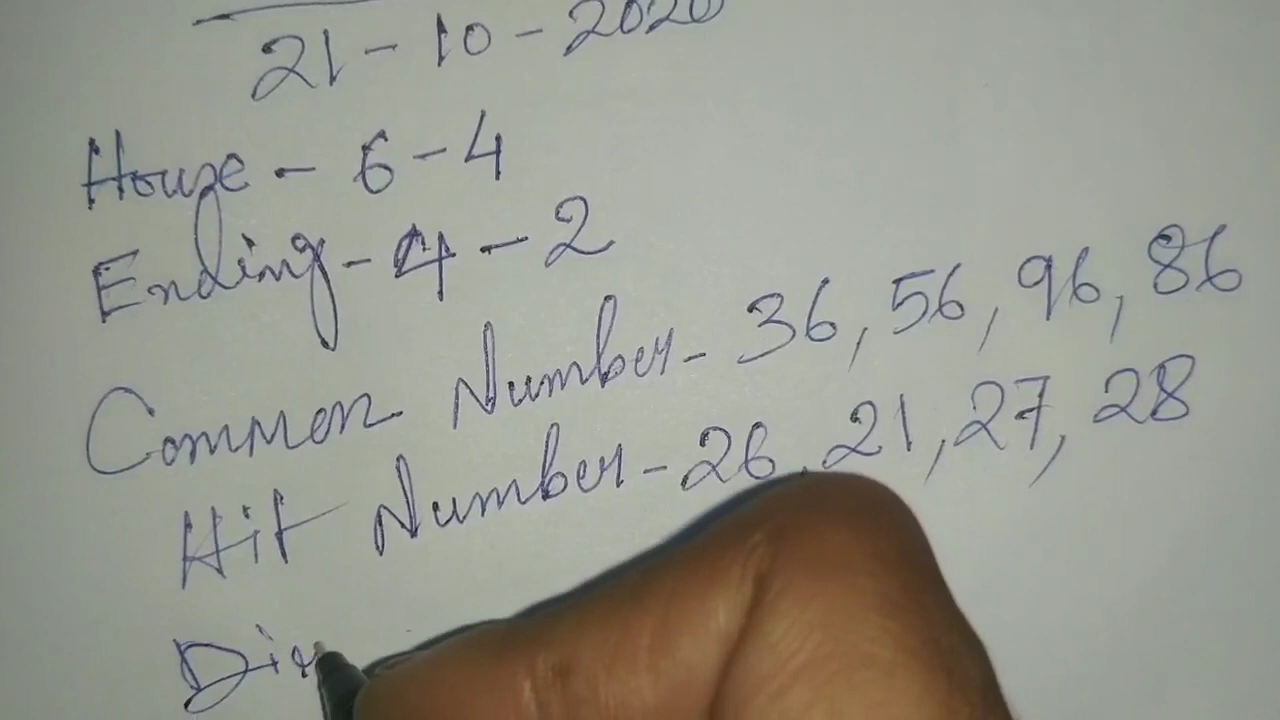 21-10-2020
House - 6-4
Ending - 4-2
Common Number - 36, 56, 96, 86
Hit Number - 26, 21, 27, 28
Dir